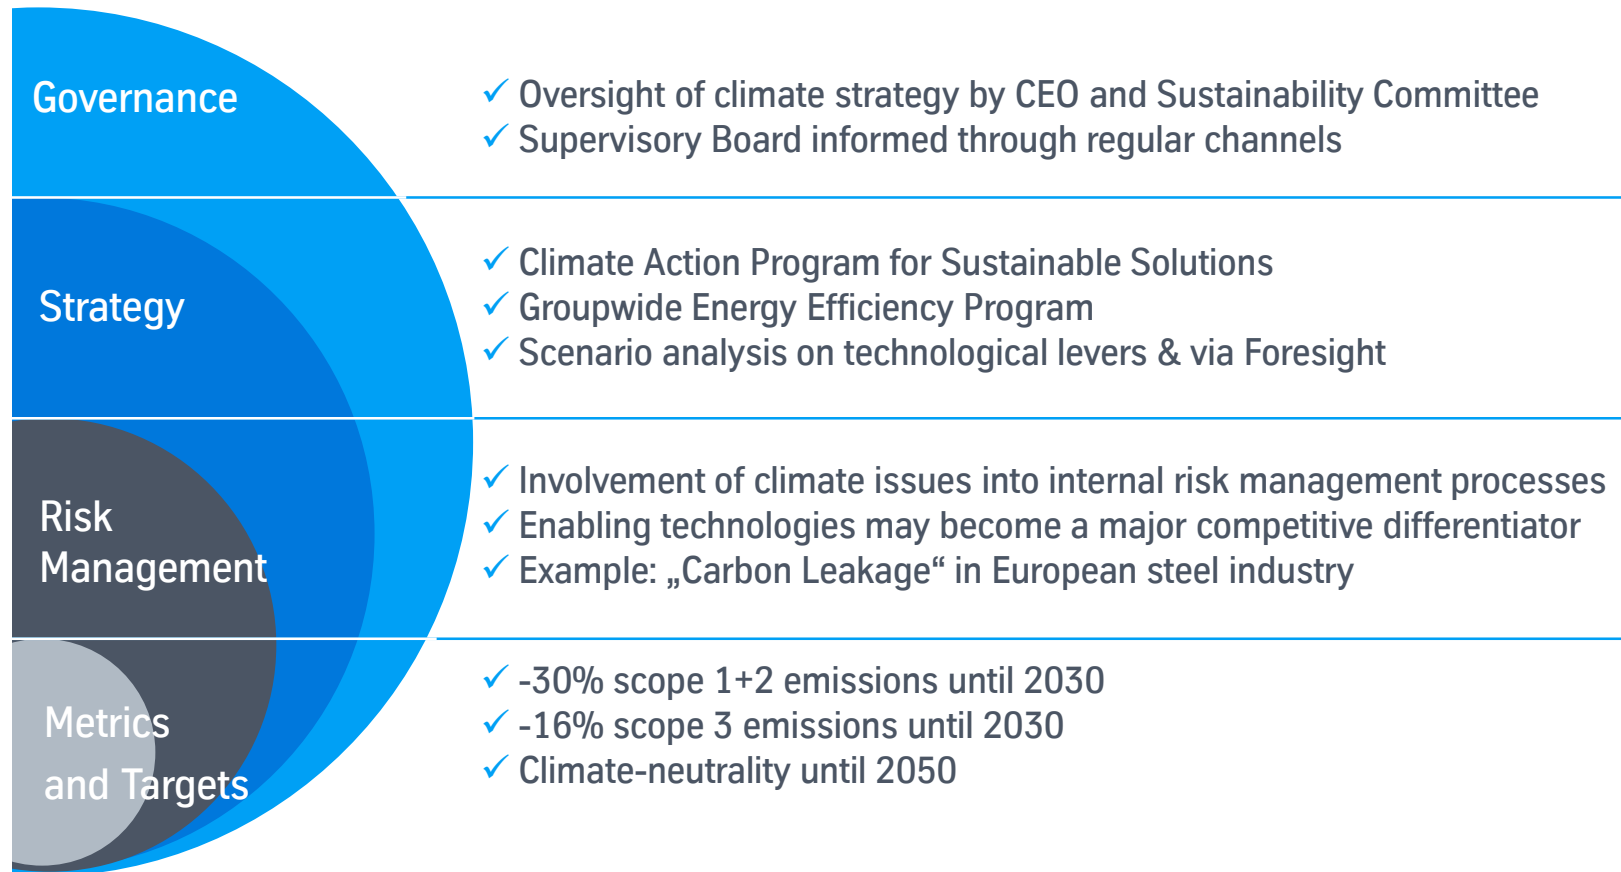 Governance
✓ Oversight of climate strategy by CEO and Sustainability Committee
✓ Supervisory Board informed through regular channels
Strategy
✓ Climate Action Program for Sustainable Solutions
✓ Groupwide Energy Efficiency Program
✓ Scenario analysis on technological levers & via Foresight
Risk
Management
✓ Involvement of climate issues into internal risk management processes
✓ Enabling technologies may become a major competitive differentiator
✓ Example: „Carbon Leakage“ in European steel industry
Metrics
and Targets
✓ -30% scope 1+2 emissions until 2030
✓ -16% scope 3 emissions until 2030
✓ Climate-neutrality until 2050